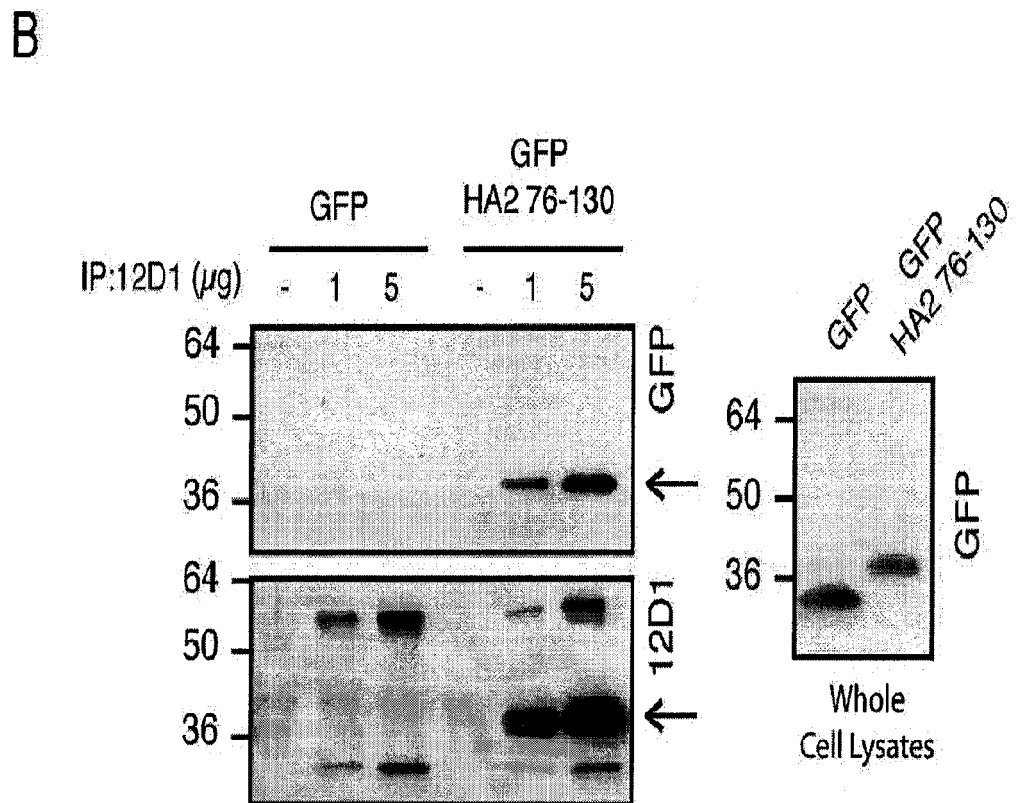 B
GFP
GFP
HA2 76-130
IP:12D1 (µg) - 1 5 - 1 5
64
50
36
GFP
64
50
36
12D1
GFP
GFP
HA2 76-130
64
50
36
GFP
Whole
Cell Lysates